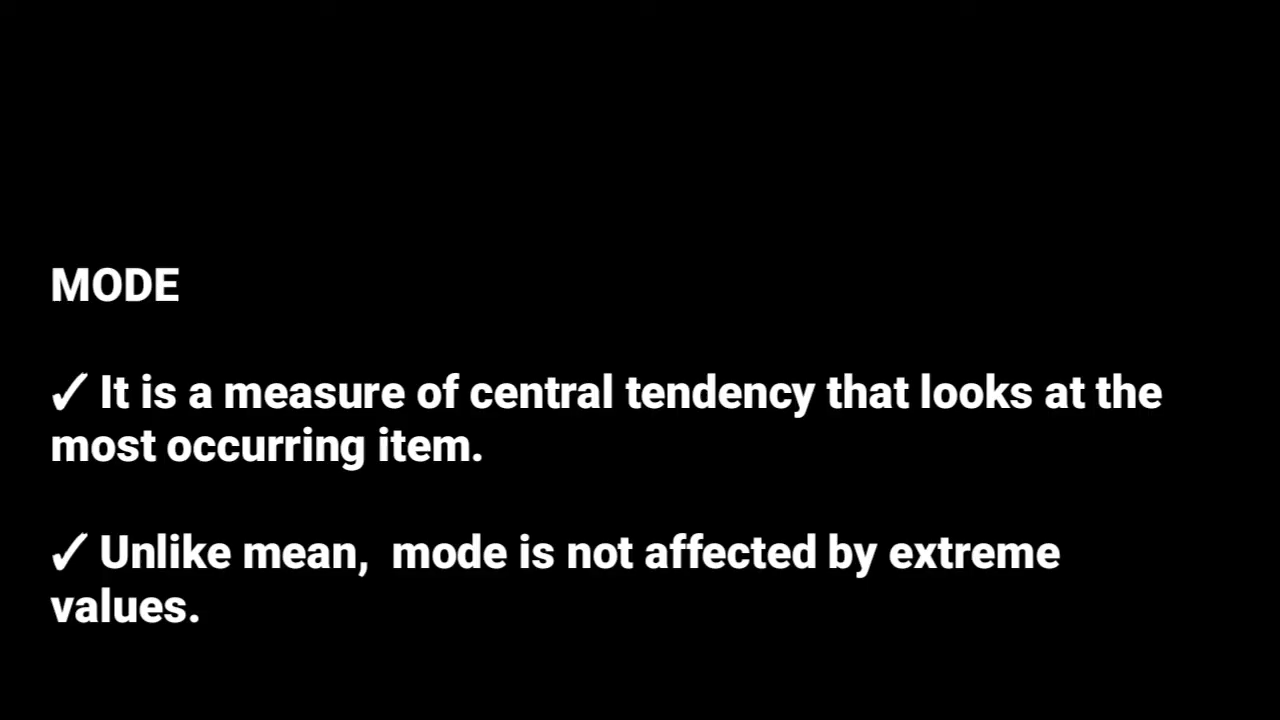 MODE
✓ It is a measure of central tendency that looks at the
most occurring item.
✓ Unlike mean,  mode is not affected by extreme
values.